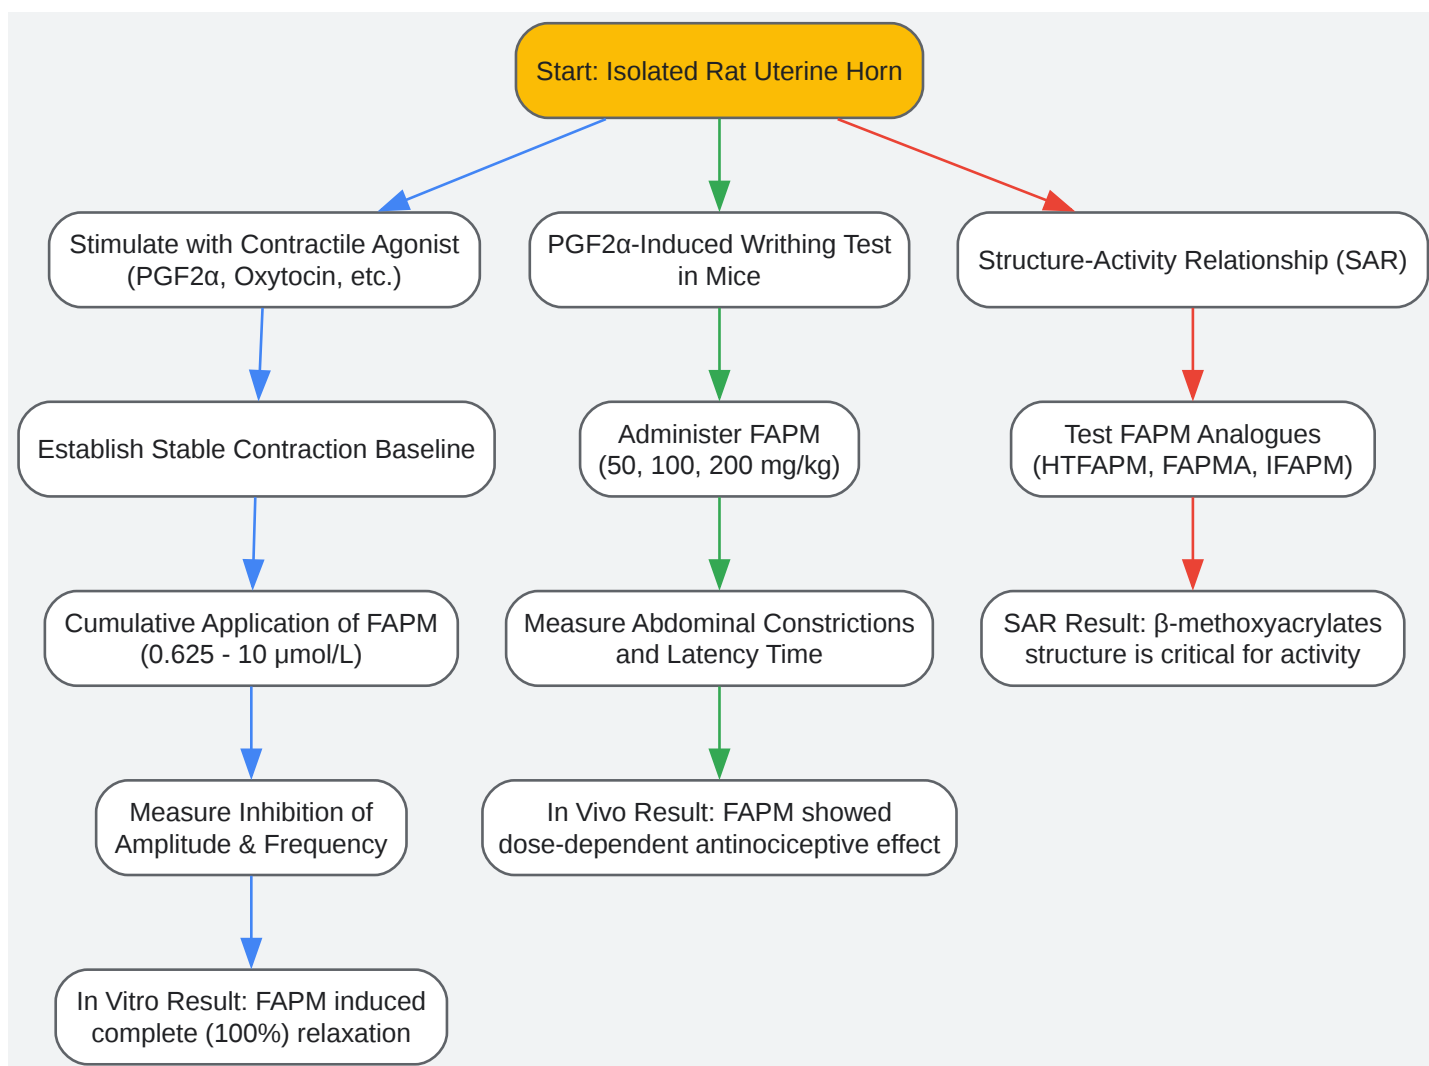 Start: Isolated Rat Uterine Horn
Stimulate with Contractile Agonist
(PGF2α, Oxytocin, etc.)
PGF2α-Induced Writhing Test
in Mice
Structure-Activity Relationship (SAR)
Establish Stable Contraction Baseline
Administer FAPM
(50, 100, 200 mg/kg)
Test FAPM Analogues
(HTFAPM, FAPMA, IFAPM)
Cumulative Application of FAPM
(0.625 - 10 μmol/L)
Measure Abdominal Constrictions
and Latency Time
SAR Result: β-methoxyacrylates
structure is critical for activity
Measure Inhibition of
Amplitude & Frequency
In Vivo Result: FAPM showed
dose-dependent antinociceptive effect
In Vitro Result: FAPM induced
complete (100%) relaxation